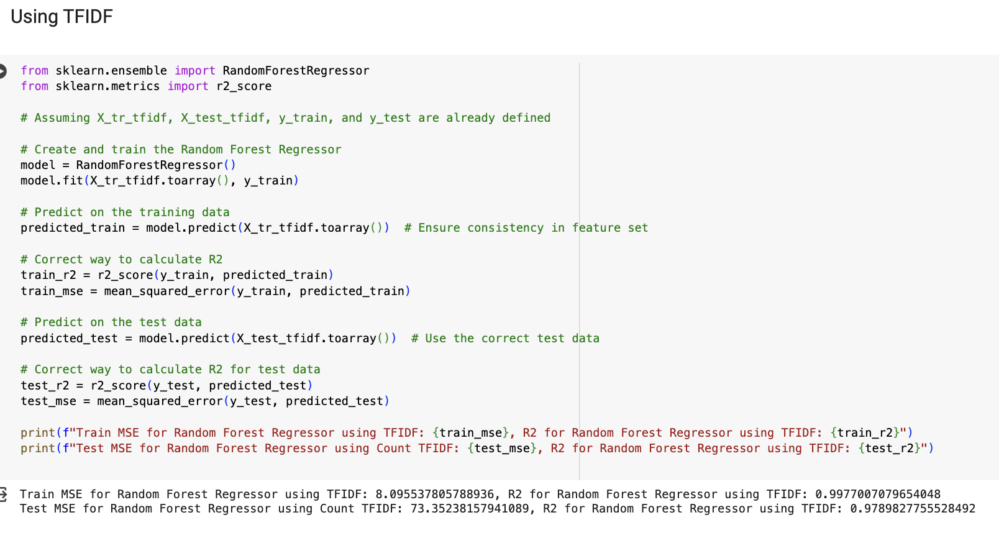 Using TFIDF
from sklearn.ensemble import RandomForestRegressor
from sklearn.metrics import r2_score
# Assuming X_tr_tfidf, X_test_tfidf, y_train, and y_test are already defined
# Create and train the Random Forest Regressor
model = RandomForestRegressor()
model.fit(X_tr_tfidf.toarray(), y_train)
# Predict on the training data
predicted_train = model.predict(X_tr_tfidf.toarray())  # Ensure consistency in feature set
# Correct way to calculate R2
train_r2 = r2_score(y_train, predicted_train)
train_mse = mean_squared_error(y_train, predicted_train)
# Predict on the test data
predicted_test = model.predict(X_test_tfidf.toarray())  # Use the correct test data
# Correct way to calculate R2 for test data
test_r2 = r2_score(y_test, predicted_test)
test_mse = mean_squared_error(y_test, predicted_test)
print(f"Train MSE for Random Forest Regressor using TFIDF: {train_mse}, R2 for Random Forest Regressor using TFIDF: {train_r2}")
print(f"Test MSE for Random Forest Regressor using Count TFIDF: {test_mse}, R2 for Random Forest Regressor using TFIDF: {test_r2}")
Train MSE for Random Forest Regressor using TFIDF: 8.095537805788936, R2 for Random Forest Regressor using TFIDF: 0.9977007079654048
Test MSE for Random Forest Regressor using Count TFIDF: 73.35238157941089, R2 for Random Forest Regressor using TFIDF: 0.9789827755528492